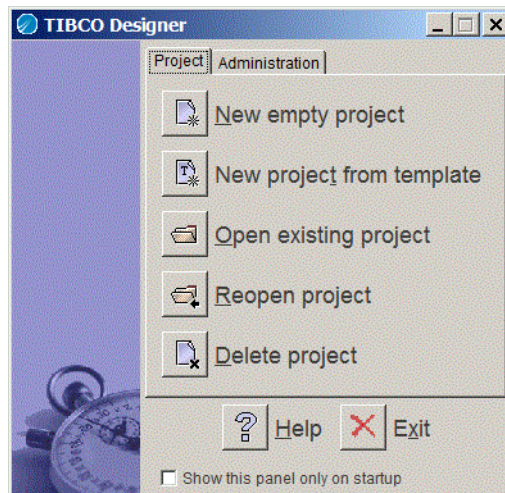 TIBCO Designer
Project Administration
New empty project
New project from template
Open existing project
Reopen project
Delete project
Help Exit
Show this panel only on startup